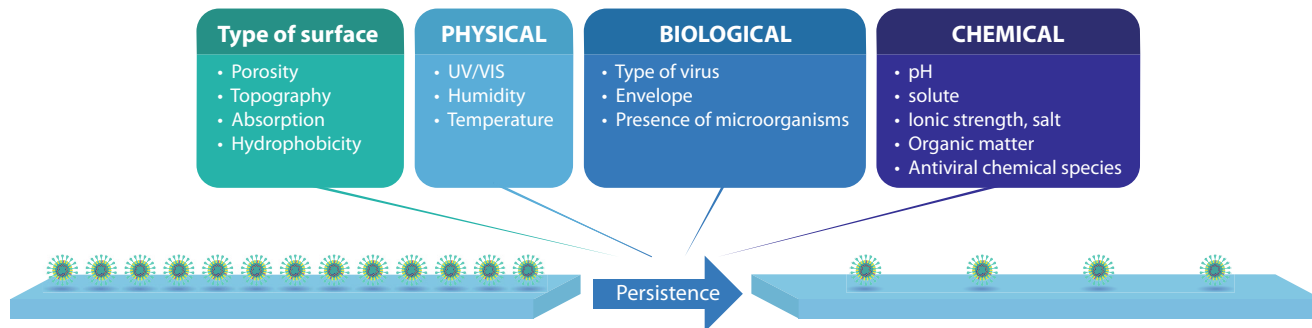 Type of surface
• Porosity
• Topography
• Absorption
• Hydrophobicity
PHYSICAL
• UV/VIS
• Humidity
• Temperature
BIOLOGICAL
• Type of virus
• Envelope
• Presence of microorganisms
CHEMICAL
• pH
• solute
• Ionic strength, salt
• Organic matter
• Antiviral chemical species
Persistence